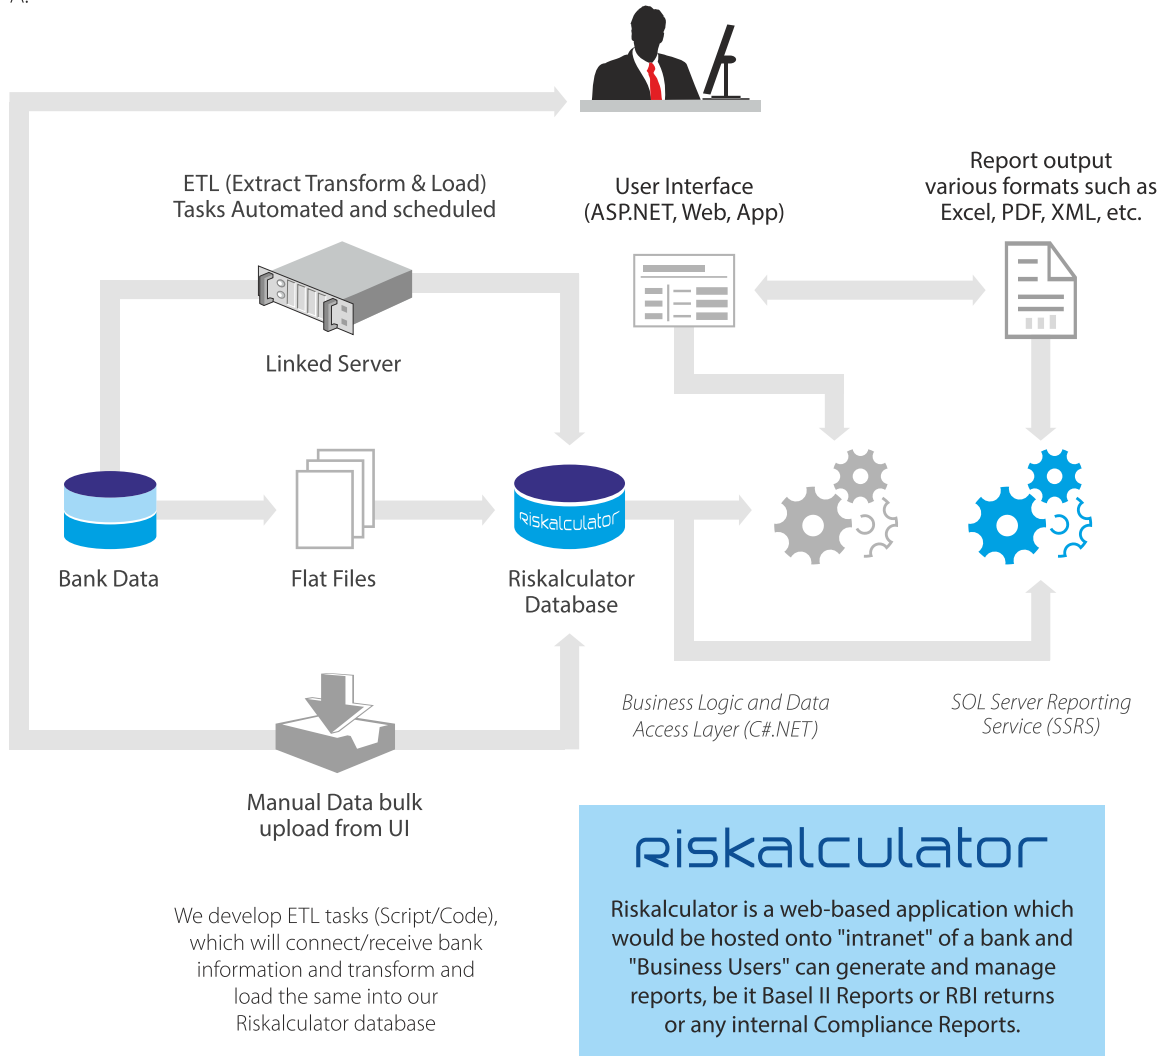 A.
ETL (Extract Transform & Load)
Tasks Automated and scheduled
User Interface
(ASP.NET, Web, App)
Report output
various formats such as
Excel, PDF, XML, etc.
Linked Server
Riskalculator
Bank Data
Flat Files
Riskalculator
Database
Business Logic and Data
Access Layer (C#.NET)
SOL Server Reporting
Service (SSRS)
Manual Data bulk
upload from UI
We develop ETL tasks (Script/Code),
which will connect/receive bank
information and transform and
load the same into our
Riskalculator database
Riskalculator
Riskalculator is a web-based application which
would be hosted onto "intranet" of a bank and
"Business Users" can generate and manage
reports, be it Basel II Reports or RBI returns
or any internal Compliance Reports.